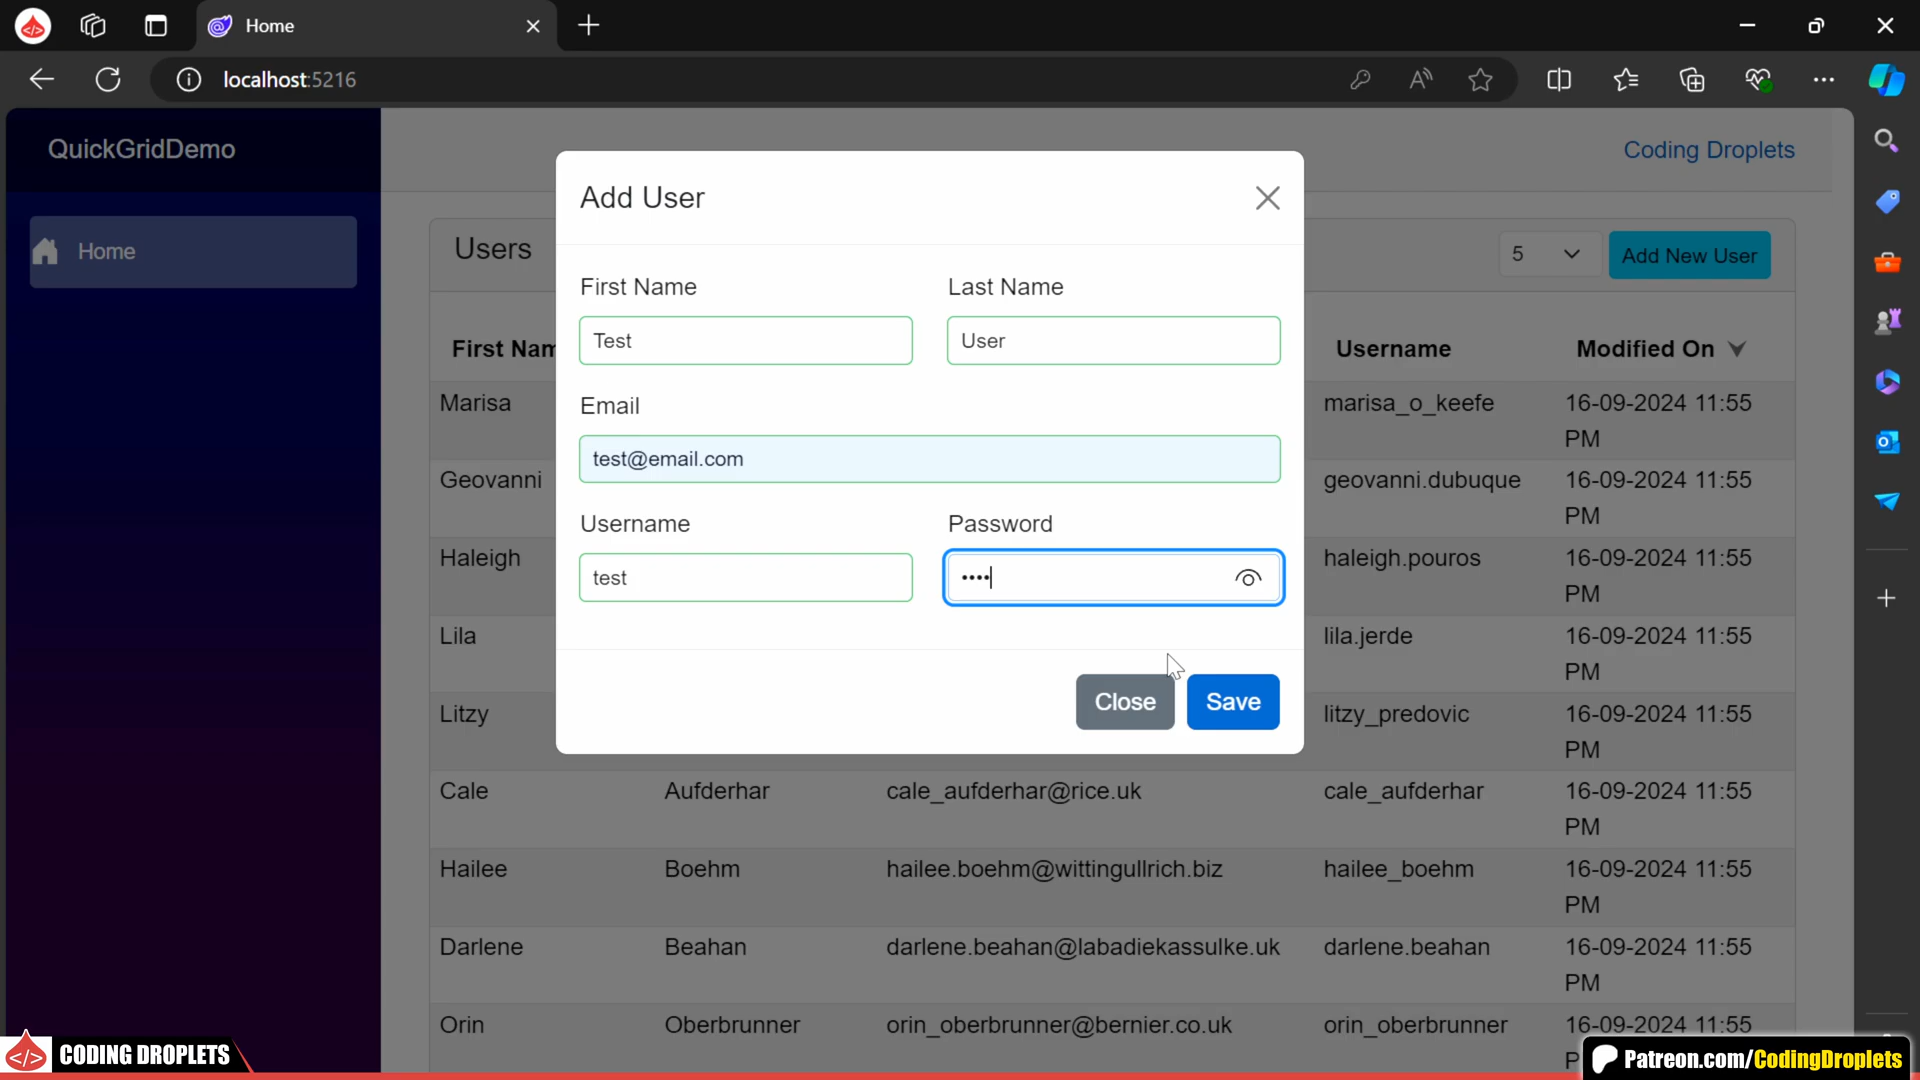 Home
localhost:5216
QuickGridDemo
Coding Droplets
Home
Users
5
Add New User
Add User
First Name
Last Name
Test
User
Email
test@email.com
Username
Password
test
••••
Close
Save
First Nam
Username
Modified On
Marisa
marisa_o_keefe
16-09-2024 11:55
PM
Geovanni
geovanni.dubuque
16-09-2024 11:55
PM
Haleigh
haleigh.pouros
16-09-2024 11:55
PM
Lila
lila.jerde
16-09-2024 11:55
PM
Litzy
litzy_predovic
16-09-2024 11:55
PM
Cale
Aufderhar
cale_aufderhar@rice.uk
cale_aufderhar
16-09-2024 11:55
PM
Hailee
Boehm
hailee.boehm@wittingullrich.biz
hailee_boehm
16-09-2024 11:55
PM
Darlene
Beahan
darlene.beahan@labadiekassulke.uk
darlene.beahan
16-09-2024 11:55
PM
Orin
Oberbrunner
orin_oberbrunner@bernier.co.uk
orin_oberbrunner
16-09-2024 11:55
P
CODING DROPLETS
Patreon.com/CodingDroplets